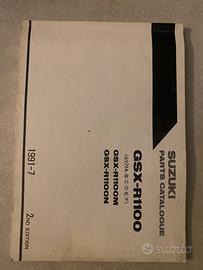 SUZUKI
PARTS CATALOGUE
GSX-R1100
GSX-R1100M
GSX-R1100N
1991-7
2ND EDITION
subito